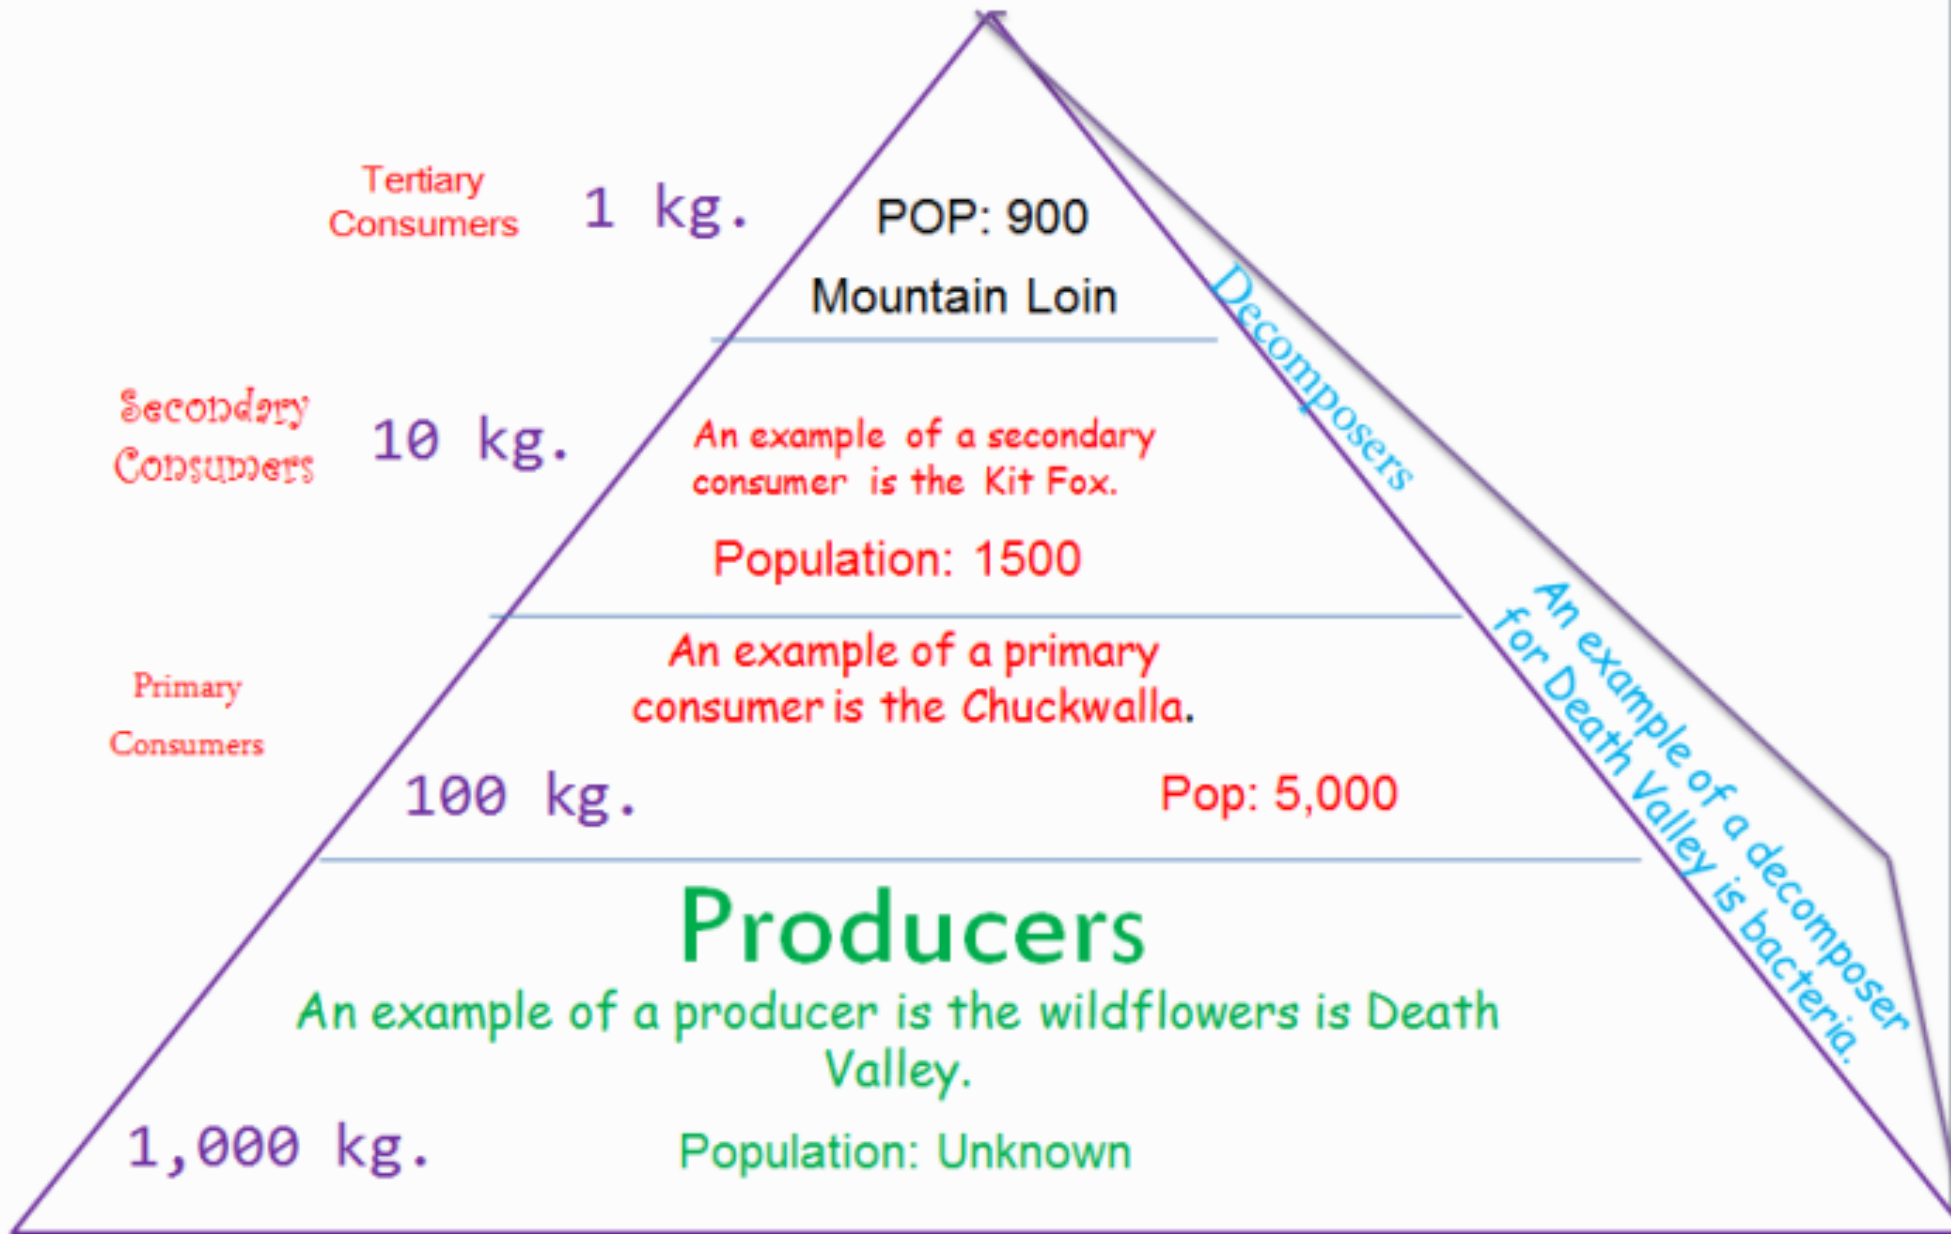 Tertiary
Consumers
1 kg.
POP: 900
Mountain Loin
Secondary
Consumers
10 kg.
An example of a secondary
consumer is the Kit Fox.
Population: 1500
Primary
Consumers
An example of a primary
consumer is the Chuckwalla.
100 kg.
Pop: 5,000
Producers
An example of a producer is the wildflowers is Death
Valley.
1,000 kg.
Population: Unknown
Decomposers
An example of a decomposer
for Death Valley is bacteria.